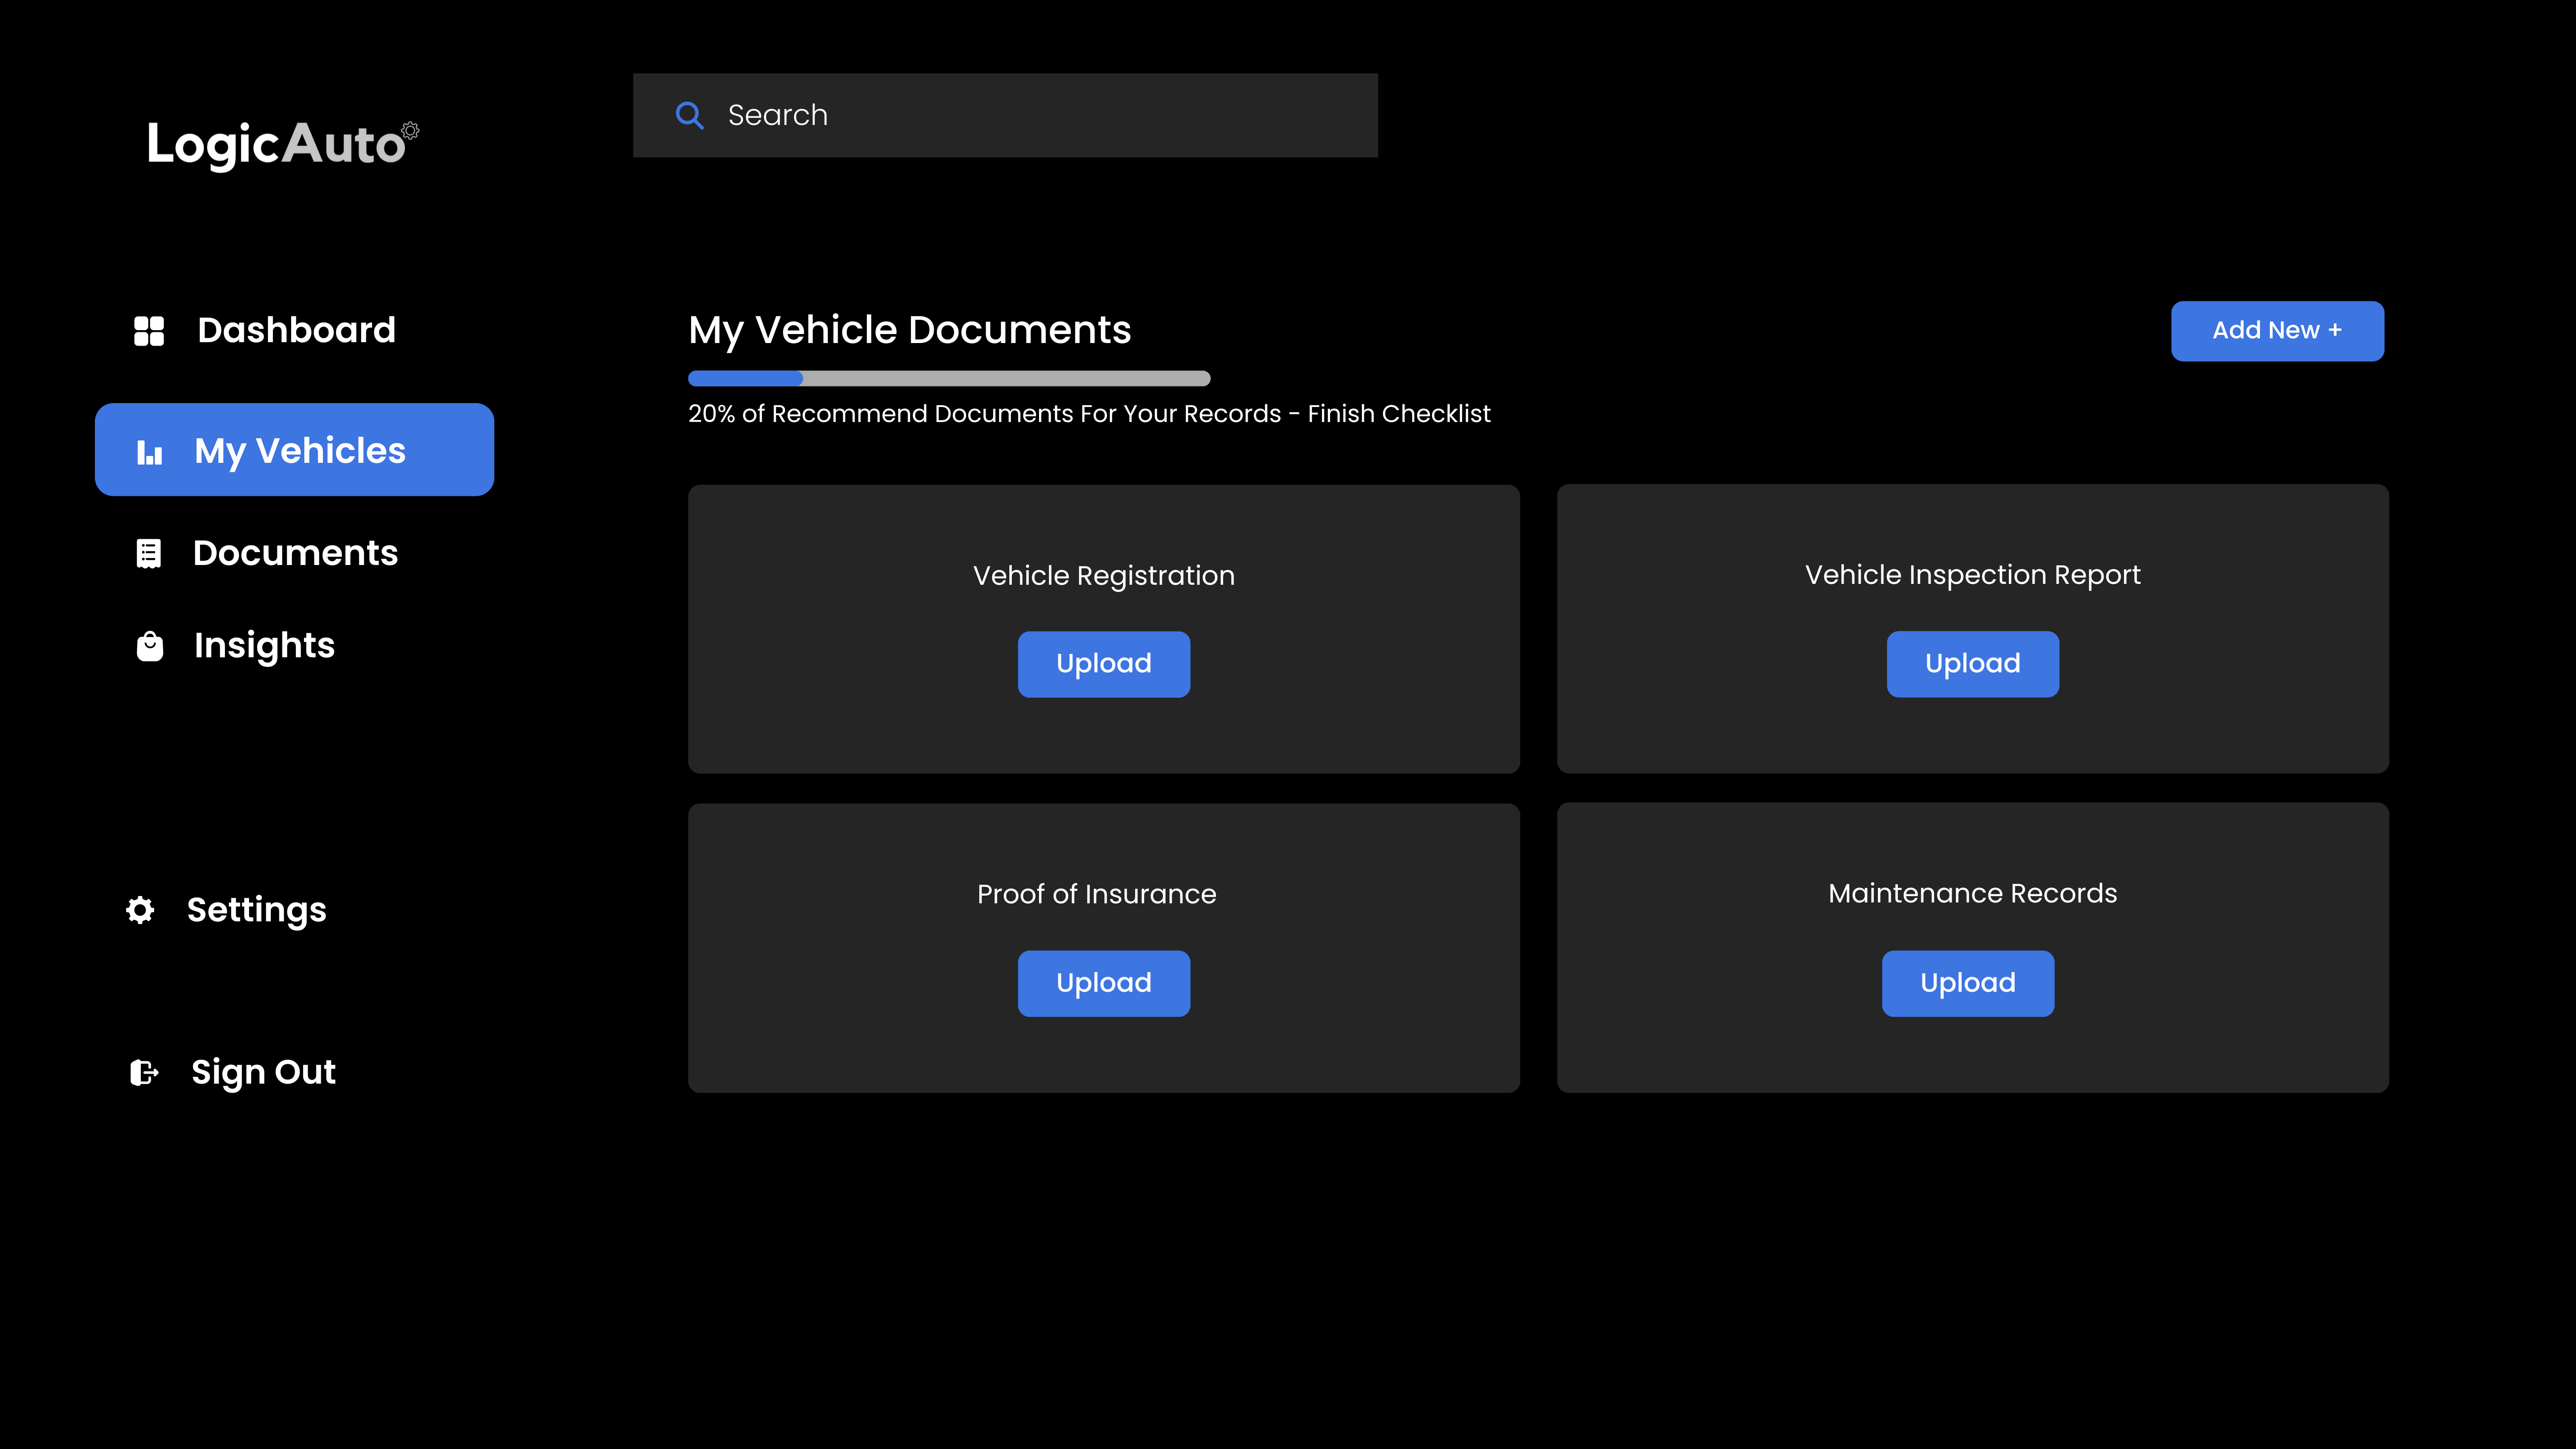 LogicAuto
Search
Dashboard
My Vehicles
Documents
Insights
Settings
Sign Out
My Vehicle Documents
Add New +
20% of Recommend Documents For Your Records - Finish Checklist
Vehicle Registration
Upload
Vehicle Inspection Report
Upload
Proof of Insurance
Upload
Maintenance Records
Upload